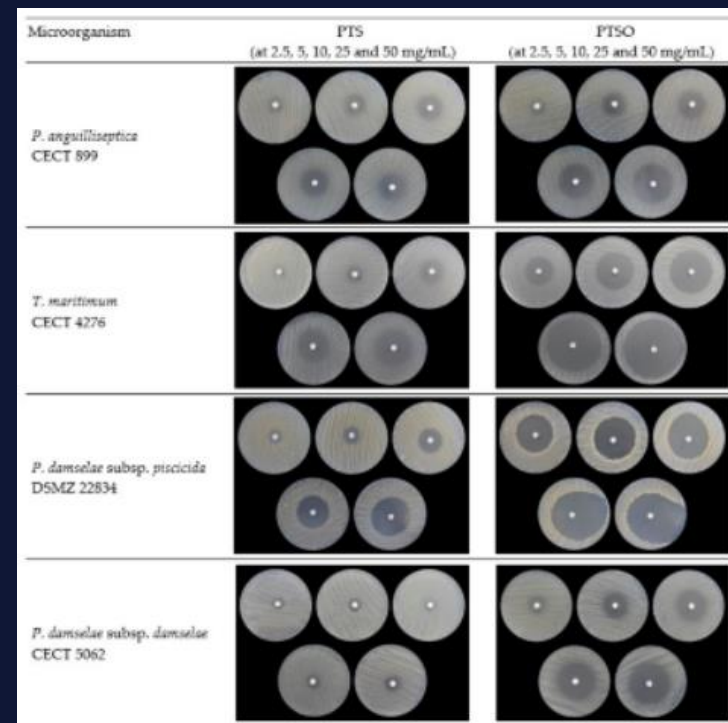 Microorganism PTS PTSO
(at 2.5, 5, 10, 25 and 50 mg/mL) (at 2.5, 5, 10, 25 and 50 mg/mL)
P. anguilliseptica
CECT 899
T. maritimum
CECT 4276
P. damselae subsp. piscicida
DSMZ 22834
P. damselae subsp. damselae
CECT 5062